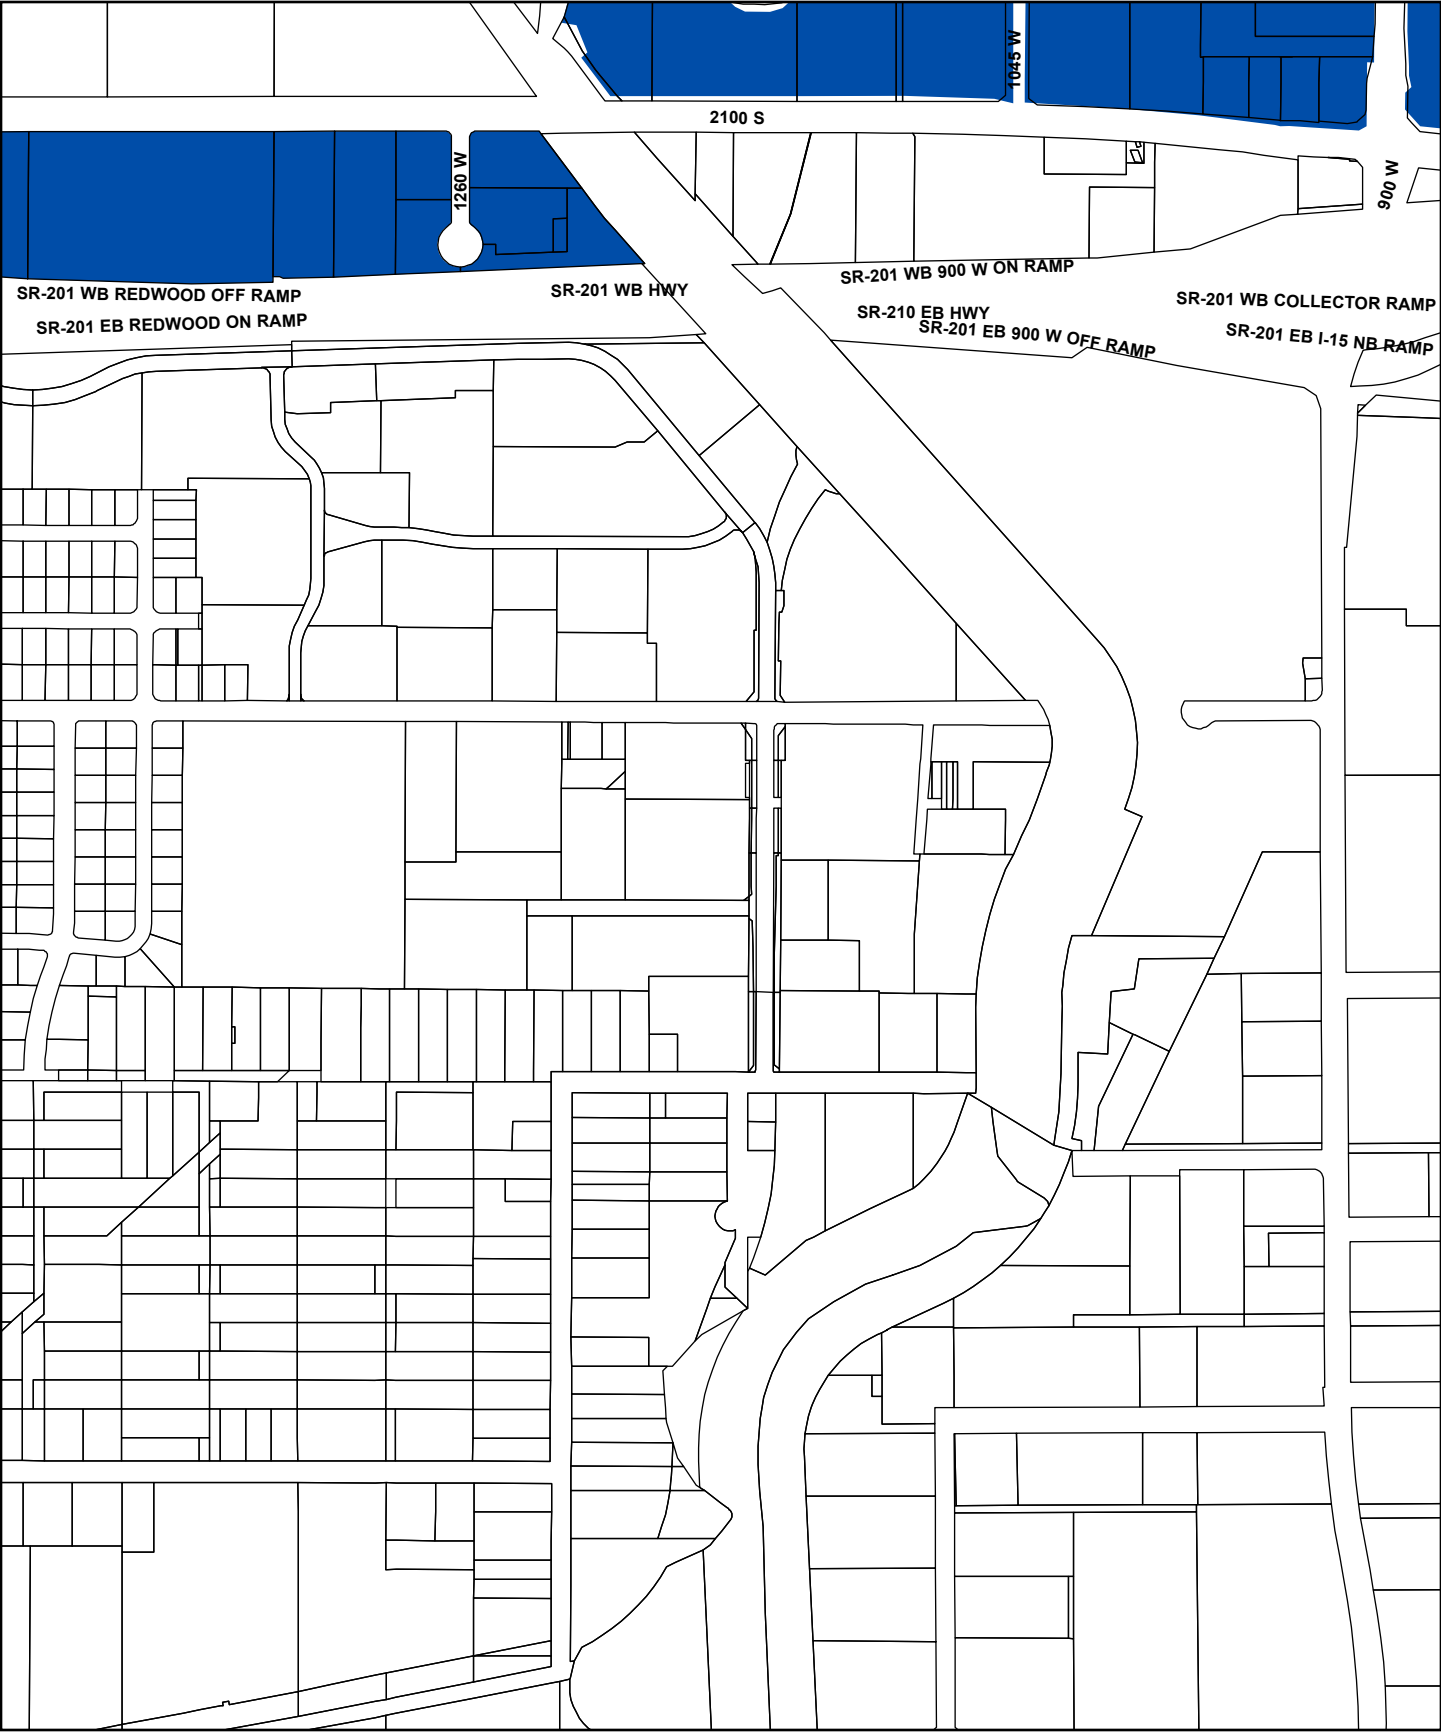 1045 W
2100 S
1260 W
900 W
SR-201 WB 900 W ON RAMP
SR-201 WB REDWOOD OFF RAMP
SR-201 WB HWY
SR-201 WB COLLECTOR RAMP
SR-210 EB HWY
SR-201 EB REDWOOD ON RAMP
SR-201 EB 900 W OFF RAMP
SR-201 EB I-15 NB RAMP